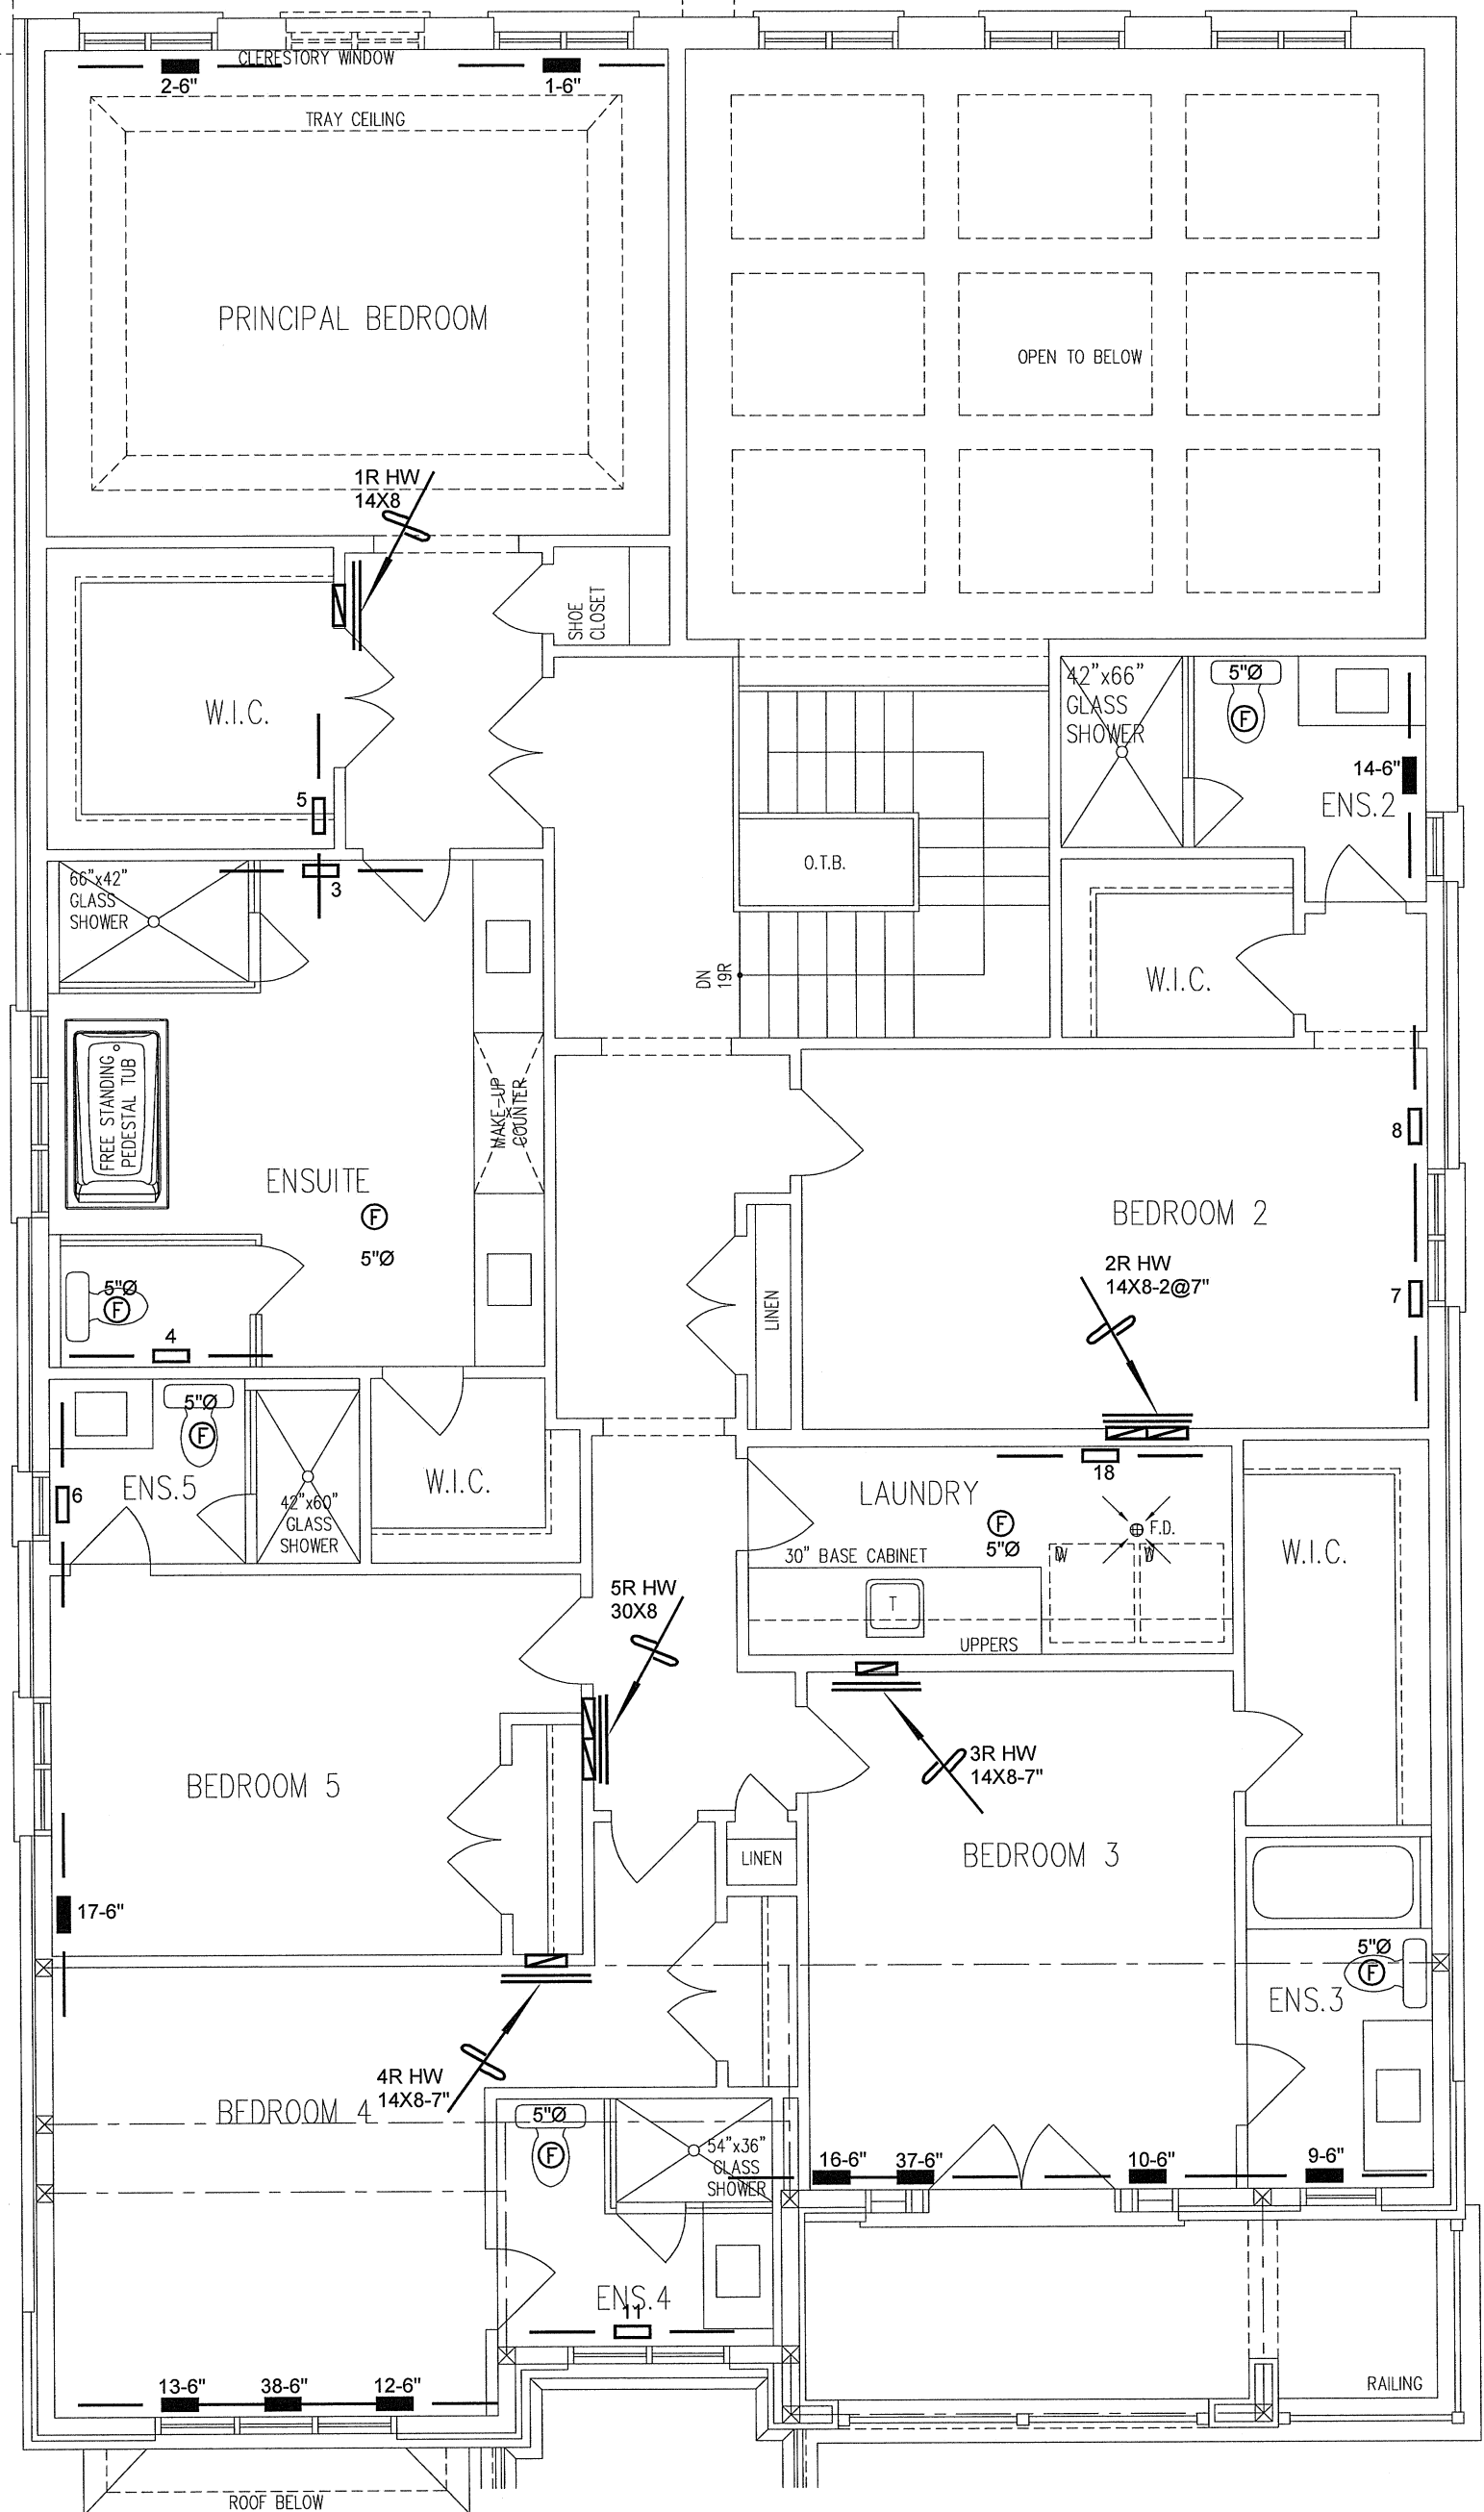 CLERESTORY WINDOW
2-6"
1-6"
TRAY CEILING
PRINCIPAL BEDROOM
OPEN TO BELOW
1R HW
14X8
SHOE
CLOSET
W.I.C.
5
3
66"x42"
GLASS
SHOWER
42"x66"
GLASS
SHOWER
5"Ø
F
14-6"
ENS.2
O.T.B.
DN
19R
W.I.C.
FREE STANDING
PEDESTAL TUB
MAKE-UP
COUNTER
ENSUITE
F
5"Ø
5"Ø
F
4
8
BEDROOM 2
2R HW
14X8-2@7"
7
LINEN
5"Ø
F
ENS.5
6
42"x60"
GLASS
SHOWER
W.I.C.
18
LAUNDRY
F
5"Ø
F.D.
30" BASE CABINET
W
D
T
UPPERS
W.I.C.
5R HW
30X8
BEDROOM 5
3R HW
14X8-7"
BEDROOM 3
LINEN
17-6"
5"Ø
F
ENS.3
4R HW
14X8-7"
BEDROOM 4
5"Ø
F
54"x36"
GLASS
SHOWER
16-6"
37-6"
10-6"
9-6"
ENS.4
11
13-6"
38-6"
12-6"
RAILING
ROOF BELOW